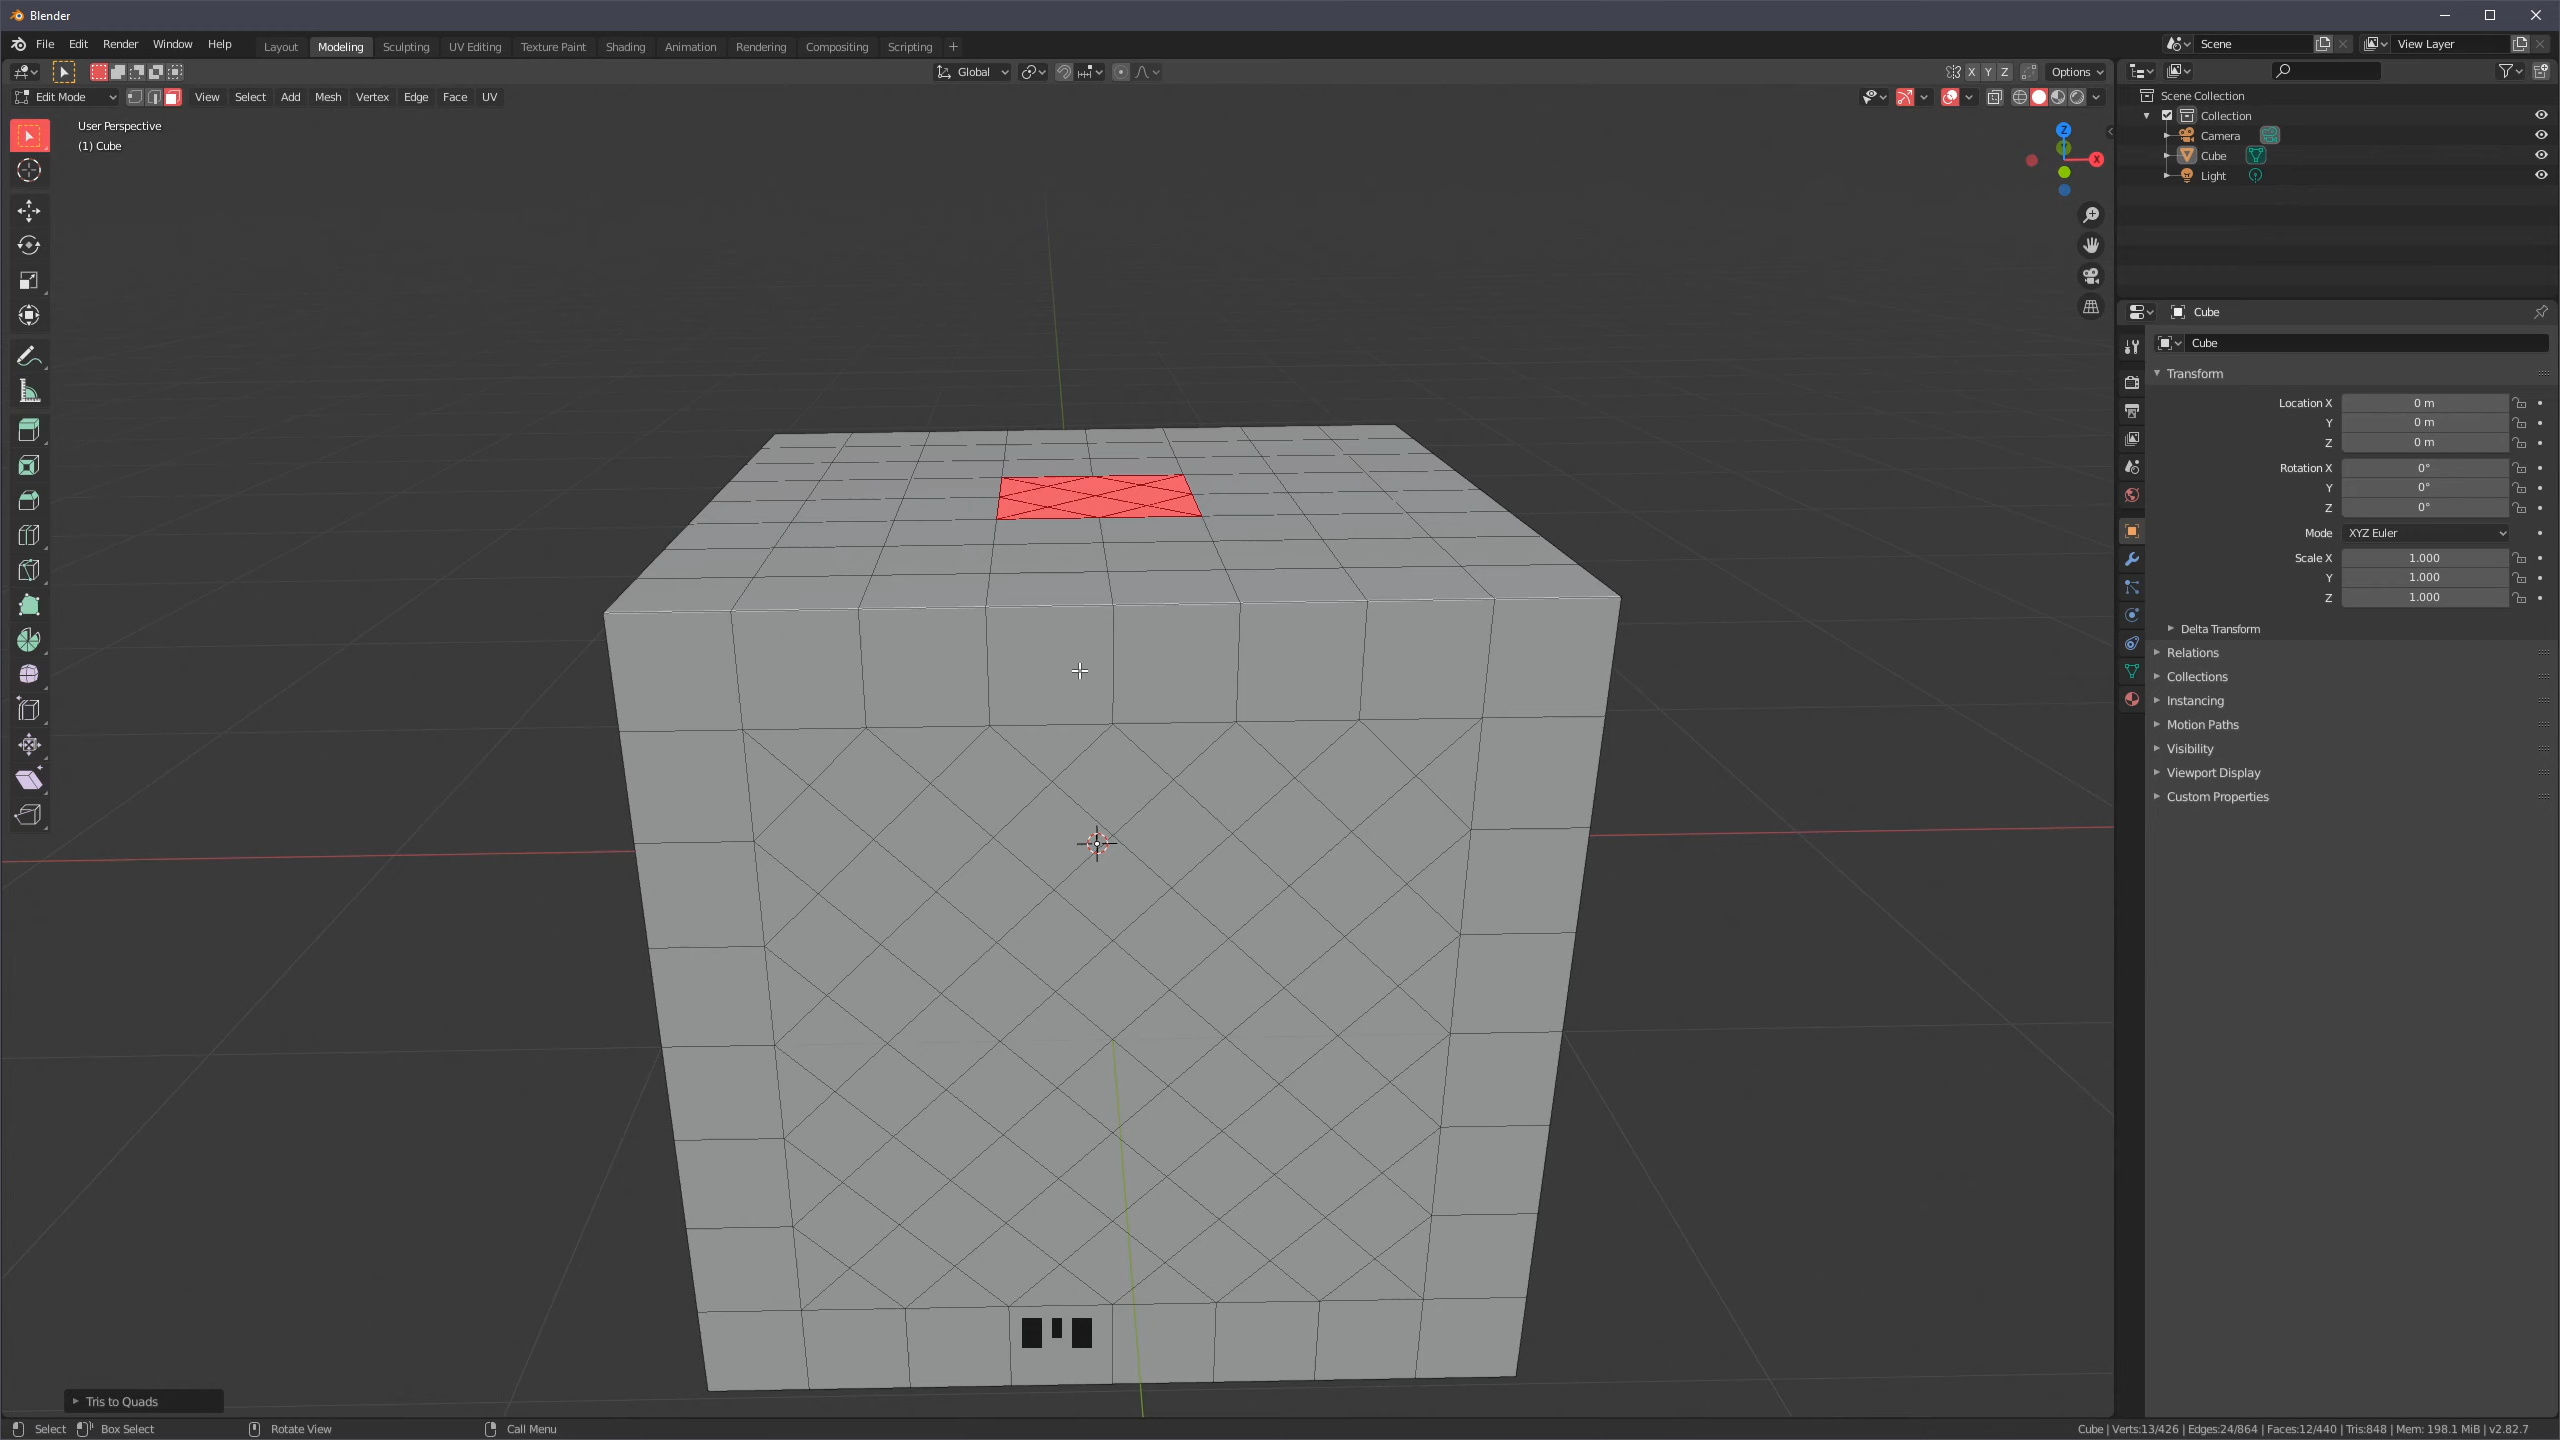 Blender
File Edit Render Window Help
Layout Modeling Sculpting UV Editing Texture Paint Shading Animation Rendering Compositing Scripting +
Scene
View Layer
Global
X Y Z
Options
Edit Mode
View Select Add Mesh Vertex Edge Face UV
User Perspective
(1) Cube
Z
X
Scene Collection
Collection
Camera
Cube
Light
Cube
Cube
Transform
Location X 0 m
Y 0 m
Z 0 m
Rotation X 0°
Y 0°
Z 0°
Mode XYZ Euler
Scale X 1.000
Y 1.000
Z 1.000
Delta Transform
Relations
Collections
Instancing
Motion Paths
Visibility
Viewport Display
Custom Properties
Tris to Quads
Select Box Select Rotate View Call Menu
Cube | Verts:13/426 | Edges:24/864 | Faces:12/440 | Tris:848 | Mem: 198.1 MiB | v2.82.7